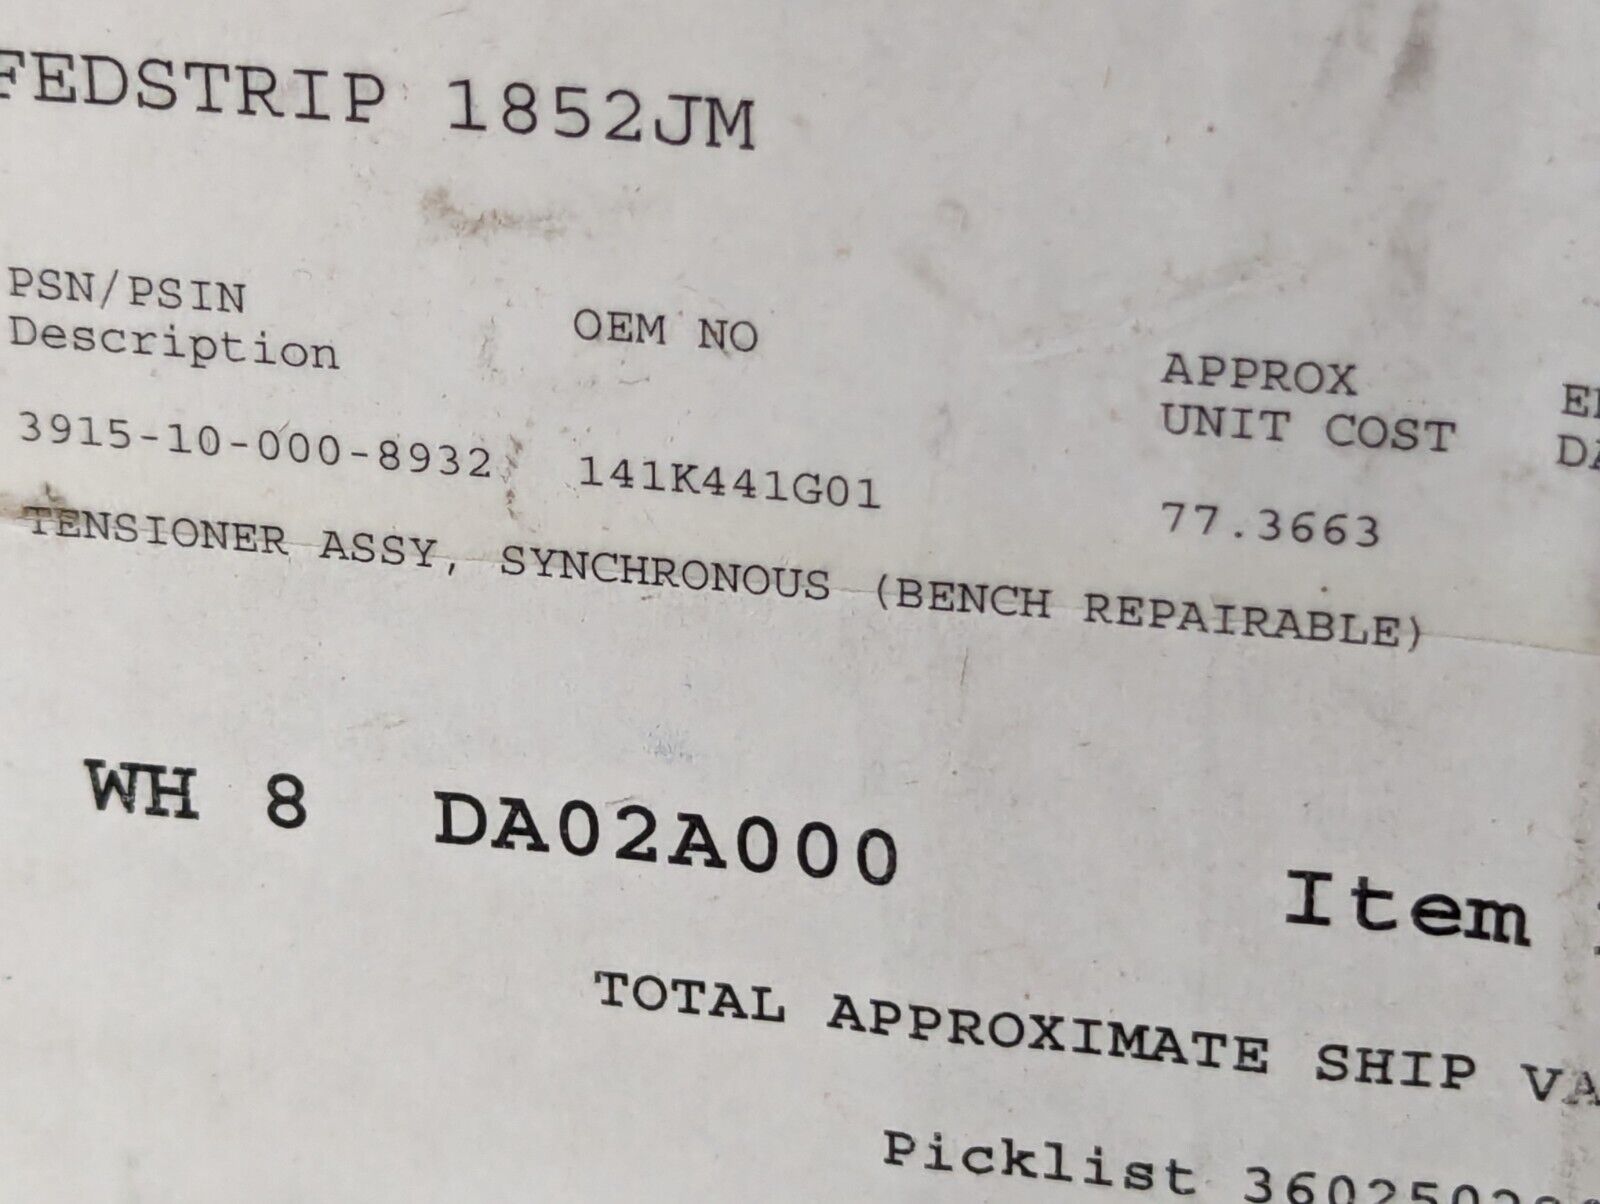 FEDSTRIP 1852JM
PSN/PSIN
Description
OEM NO
APPROX
UNIT COST
3915-10-000-8932
141K441G01
77.3663
TENSIONER ASSY, SYNCHRONOUS (BENCH REPAIRABLE)
WH 8 DA02A000 Item
TOTAL APPROXIMATE SHIP
Picklist